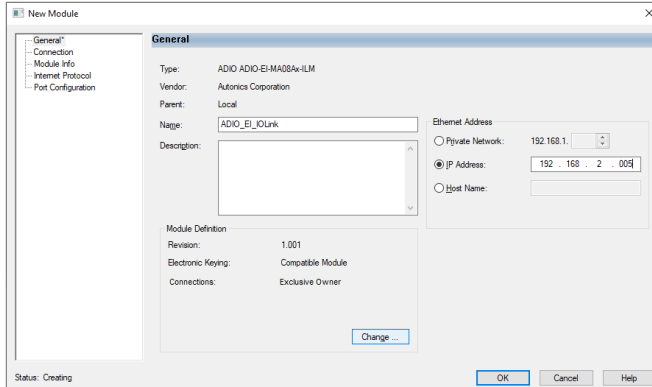 New Module
General*
Connection
Module Info
Internet Protocol
Port Configuration
General
Type: ADIO ADIO-EI-MA08Ax-ILM
Vendor: Autonics Corporation
Parent: Local
Name: ADIO_EI_IOLink
Description:
Ethernet Address
Private Network: 192.168.1.
IP Address: 192 . 168 . 2 . 005
Host Name:
Module Definition
Revision: 1.001
Electronic Keying: Compatible Module
Connections: Exclusive Owner
Change ...
Status: Creating
OK Cancel Help